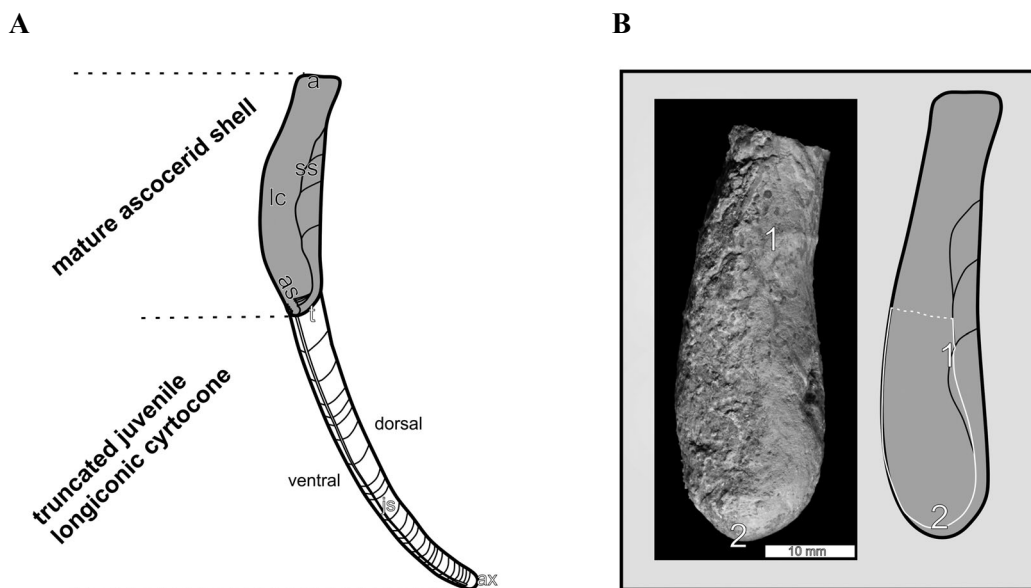 A
B
a
mature ascocerid shell
ss
lc
as
t
truncated juvenile
longiconic cyrtocone
dorsal
ventral
js
ax
1
2
10 mm
1
2